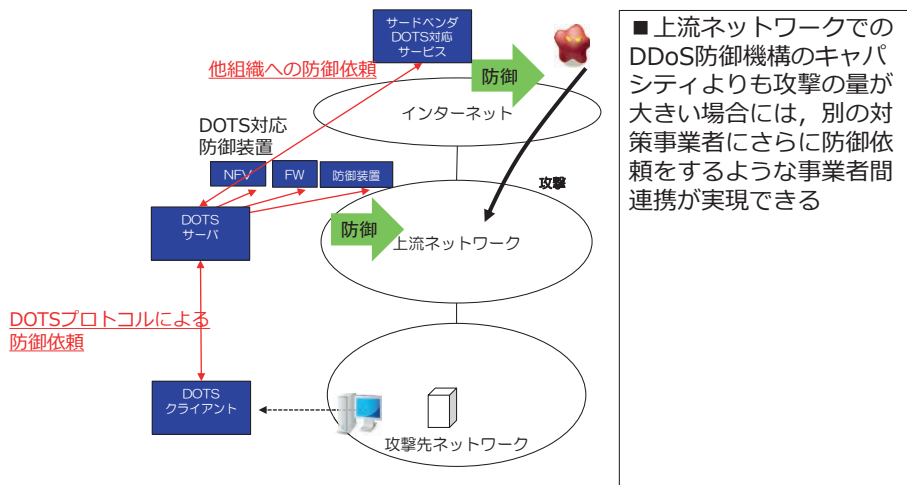 サードベンダ
DOTS対応
サービス
他組織への防御依頼
防御
インターネット
DOTS対応
防御装置
NFV
FW
防御装置
攻撃
DOTS
サーバ
防御
上流ネットワーク
DOTSプロトコルによる
防御依頼
DOTS
クライアント
攻撃先ネットワーク
■上流ネットワークでの
DDoS防御機構のキャパ
シティよりも攻撃の量が
大きい場合には，別の対
策事業者にさらに防御依
頼をするような事業者間
連携が実現できる